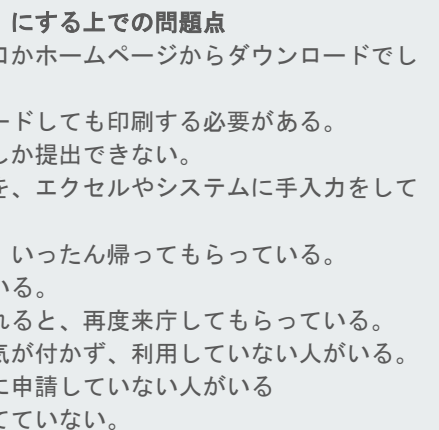 」にする上での問題点
口かホームページからダウンロードでし
ードしても印刷する必要がある。
しか提出できない。
を、エクセルやシステムに手入力をして
、いったん帰ってもらっている。
いる。
れると、再度来庁してもらっている。
気が付かず、利用していない人がいる。
に申請していない人がいる
てていない。